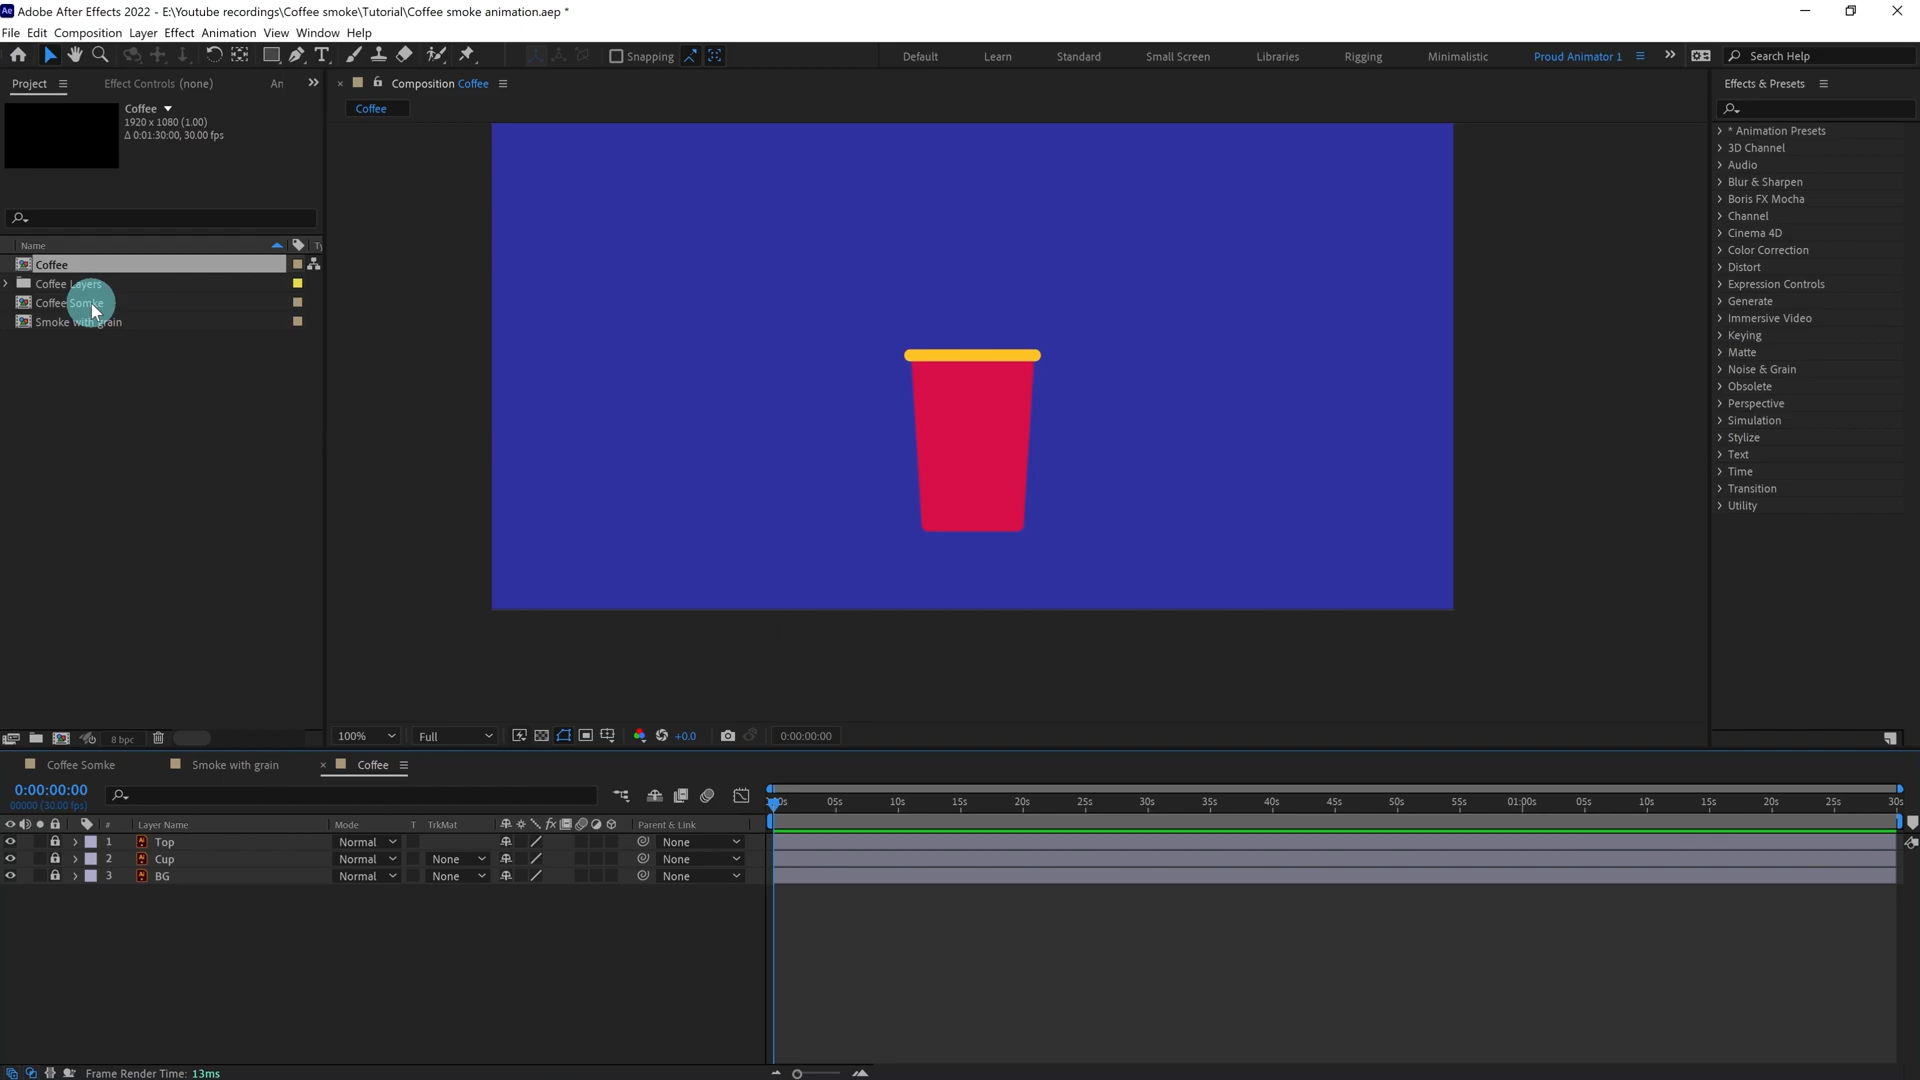 Ae Adobe After Effects 2022 - E:\Youtube recordings\Coffee smoke\Tutorial\Coffee smoke animation.aep *
File Edit Composition Layer Effect Animation View Window Help
Snapping
Default Learn Standard Small Screen Libraries Rigging Minimalistic Proud Animator 1
Search Help
Project Effect Controls (none) An
Composition Coffee
Effects & Presets
Coffee
1920 x 1080 (1.00)
Δ 0:01:30:00, 30.00 fps
Coffee
Name Ty
Coffee
Coffee Layers
Coffee Somke
Smoke with grain
* Animation Presets
3D Channel
Audio
Blur & Sharpen
Boris FX Mocha
Channel
Cinema 4D
Color Correction
Distort
Expression Controls
Generate
Immersive Video
Keying
Matte
Noise & Grain
Obsolete
Perspective
Simulation
Stylize
Text
Time
Transition
Utility
8 bpc
100% Full +0.0 0:00:00:00
Coffee Somke Smoke with grain Coffee
0:00:00:00
00000 (30.00 fps)
05s 10s 15s 20s 25s 30s 35s 40s 45s 50s 55s 01:00s 05s 10s 15s 20s 25s 30s
# Layer Name Mode T TrkMat fx Parent & Link
1 Ai Top Normal None
2 Ai Cup Normal None None
3 Ai BG Normal None None
Frame Render Time: 13ms